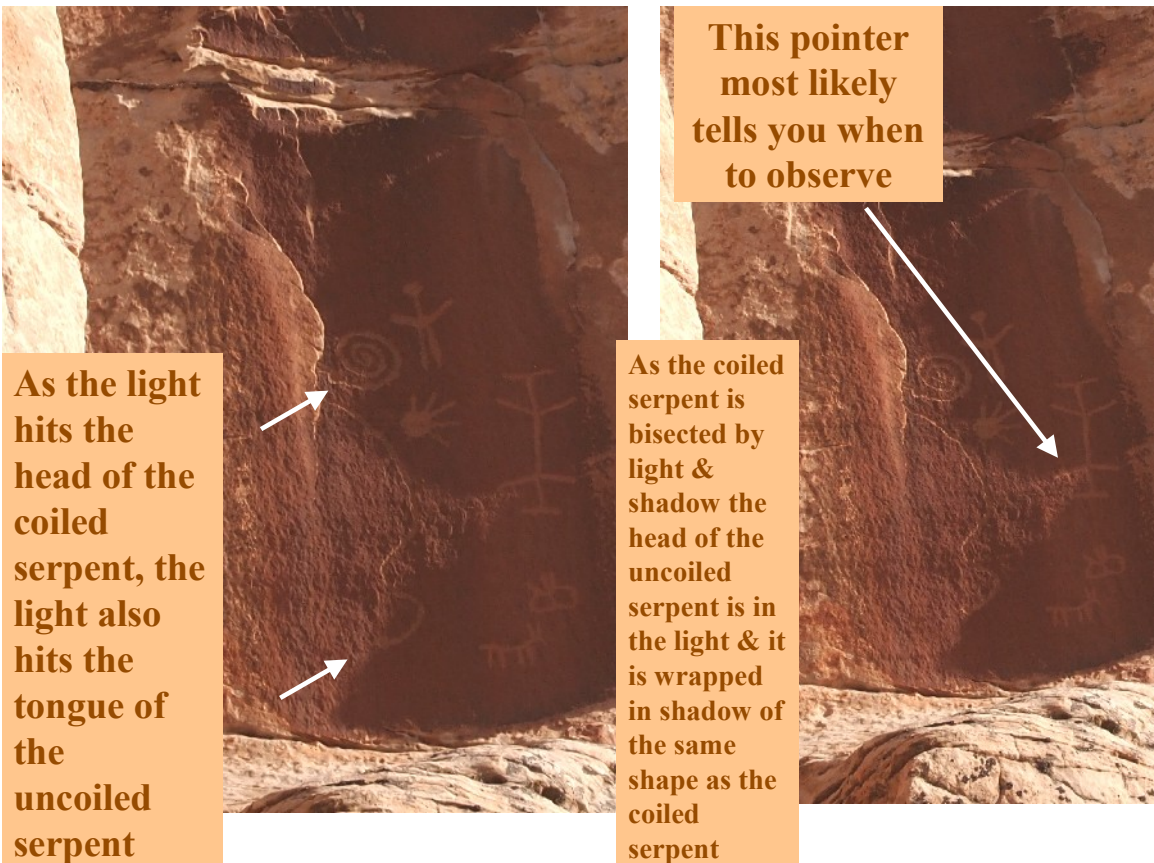 As the light
hits the
head of the
coiled
serpent, the
light also
hits the
tongue of
the
uncoiled
serpent
This pointer
most likely
tells you when
to observe
As the coiled
serpent is
bisected by
light &
shadow the
head of the
uncoiled
serpent is in
the light & it
is wrapped
in shadow of
the same
shape as the
coiled
serpent